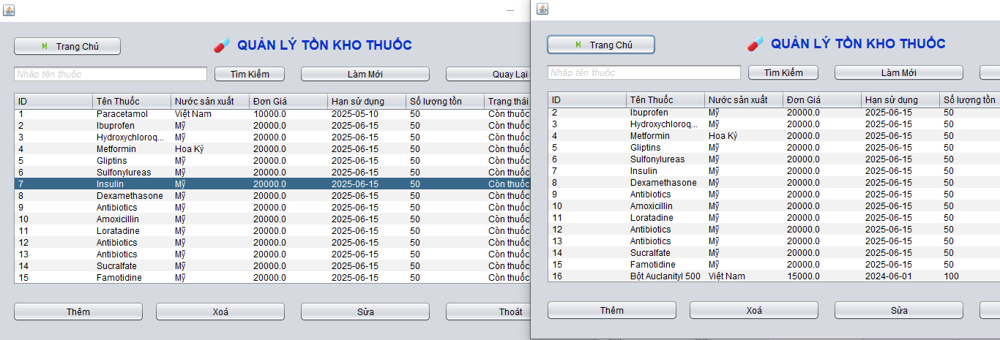 Trang Chủ
QUẢN LÝ TỒN KHO THUỐC
Nhâp tên thuốc
Tìm Kiếm
Làm Mới
Quay Lại
ID Tên Thuốc Nước sản xuất Đơn Giá Hạn sử dụng Số lượng tồn Trạng thái
1 Paracetamol Việt Nam 10000.0 2025-05-10 50 Còn thuốc
2 Ibuprofen Mỹ 20000.0 2025-06-15 50 Còn thuốc
3 Hydroxychloroq... Mỹ 20000.0 2025-06-15 50 Còn thuốc
4 Metformin Hoa Kỳ 20000.0 2025-06-15 50 Còn thuốc
5 Gliptins Mỹ 20000.0 2025-06-15 50 Còn thuốc
6 Sulfonylureas Mỹ 20000.0 2025-06-15 50 Còn thuốc
7 Insulin Mỹ 20000.0 2025-06-15 50 Còn thuốc
8 Dexamethasone Mỹ 20000.0 2025-06-15 50 Còn thuốc
9 Antibiotics Mỹ 20000.0 2025-06-15 50 Còn thuốc
10 Amoxicillin Mỹ 20000.0 2025-06-15 50 Còn thuốc
11 Loratadine Mỹ 20000.0 2025-06-15 50 Còn thuốc
12 Antibiotics Mỹ 20000.0 2025-06-15 50 Còn thuốc
13 Antibiotics Mỹ 20000.0 2025-06-15 50 Còn thuốc
14 Sucralfate Mỹ 20000.0 2025-06-15 50 Còn thuốc
15 Famotidine Mỹ 20000.0 2025-06-15 50 Còn thuốc
Thêm
Xoá
Sửa
Thoát
Trang Chủ
QUẢN LÝ TỒN KHO THUỐC
Nhâp tên thuốc
Tìm Kiếm
Làm Mới
ID Tên Thuốc Nước sản xuất Đơn Giá Hạn sử dụng Số lượng tồn
2 Ibuprofen Mỹ 20000.0 2025-06-15 50
3 Hydroxychloroq... Mỹ 20000.0 2025-06-15 50
4 Metformin Hoa Kỳ 20000.0 2025-06-15 50
5 Gliptins Mỹ 20000.0 2025-06-15 50
6 Sulfonylureas Mỹ 20000.0 2025-06-15 50
7 Insulin Mỹ 20000.0 2025-06-15 50
8 Dexamethasone Mỹ 20000.0 2025-06-15 50
9 Antibiotics Mỹ 20000.0 2025-06-15 50
10 Amoxicillin Mỹ 20000.0 2025-06-15 50
11 Loratadine Mỹ 20000.0 2025-06-15 50
12 Antibiotics Mỹ 20000.0 2025-06-15 50
13 Antibiotics Mỹ 20000.0 2025-06-15 50
14 Sucralfate Mỹ 20000.0 2025-06-15 50
15 Famotidine Mỹ 20000.0 2025-06-15 50
16 Bột Auclanityl 500 Việt Nam 15000.0 2024-06-01 100
Thêm
Xoá
Sửa